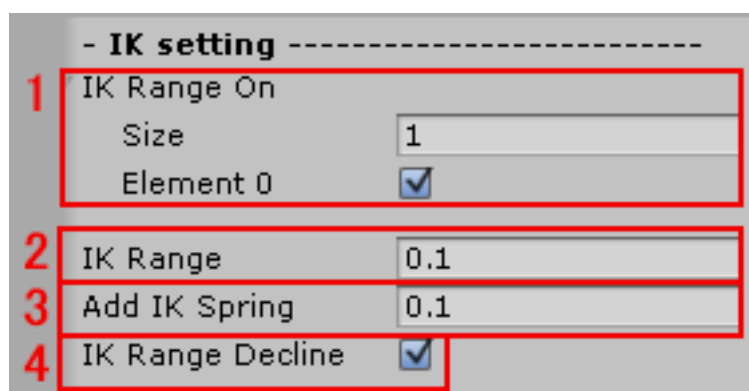 - IK setting --------------------------
1 IK Range On
Size 1
Element 0
2 IK Range 0.1
3 Add IK Spring 0.1
4 IK Range Decline